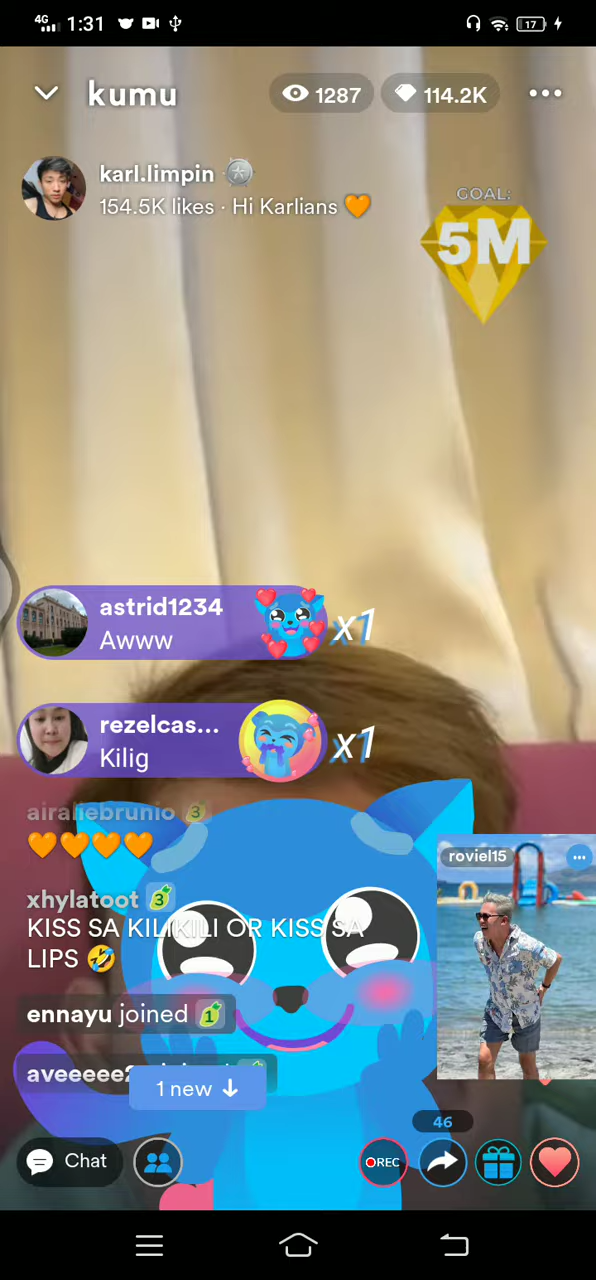 4G 1:31 17
kumu 1287 114.2K
karl.limpin
154.5K likes · Hi Karlians 🧡
GOAL:
5M
astrid1234
Awww x1
rezelcas...
Kilig x1
airaliebrunio 3
🧡🧡🧡🧡
roviel15
xhylatoot 3
KISS SA KILIKILI OR KISS SA
LIPS 🤣
ennayu joined 1
1 new
46
Chat
REC